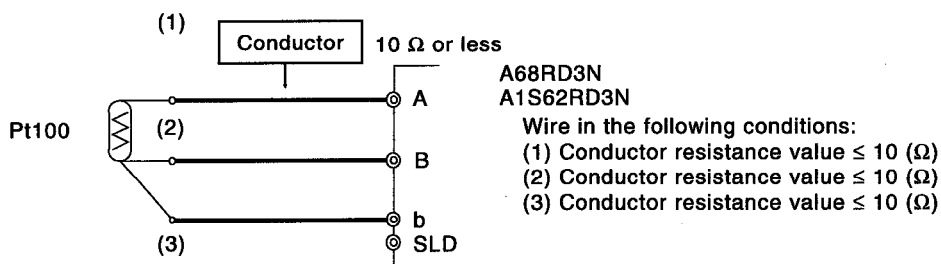 (1)
Conductor
10 Ω or less
A68RD3N
A1S62RD3N
A
Pt100
(2)
Wire in the following conditions:
(1) Conductor resistance value ≤ 10 (Ω)
B
(2) Conductor resistance value ≤ 10 (Ω)
(3) Conductor resistance value ≤ 10 (Ω)
b
(3)
SLD